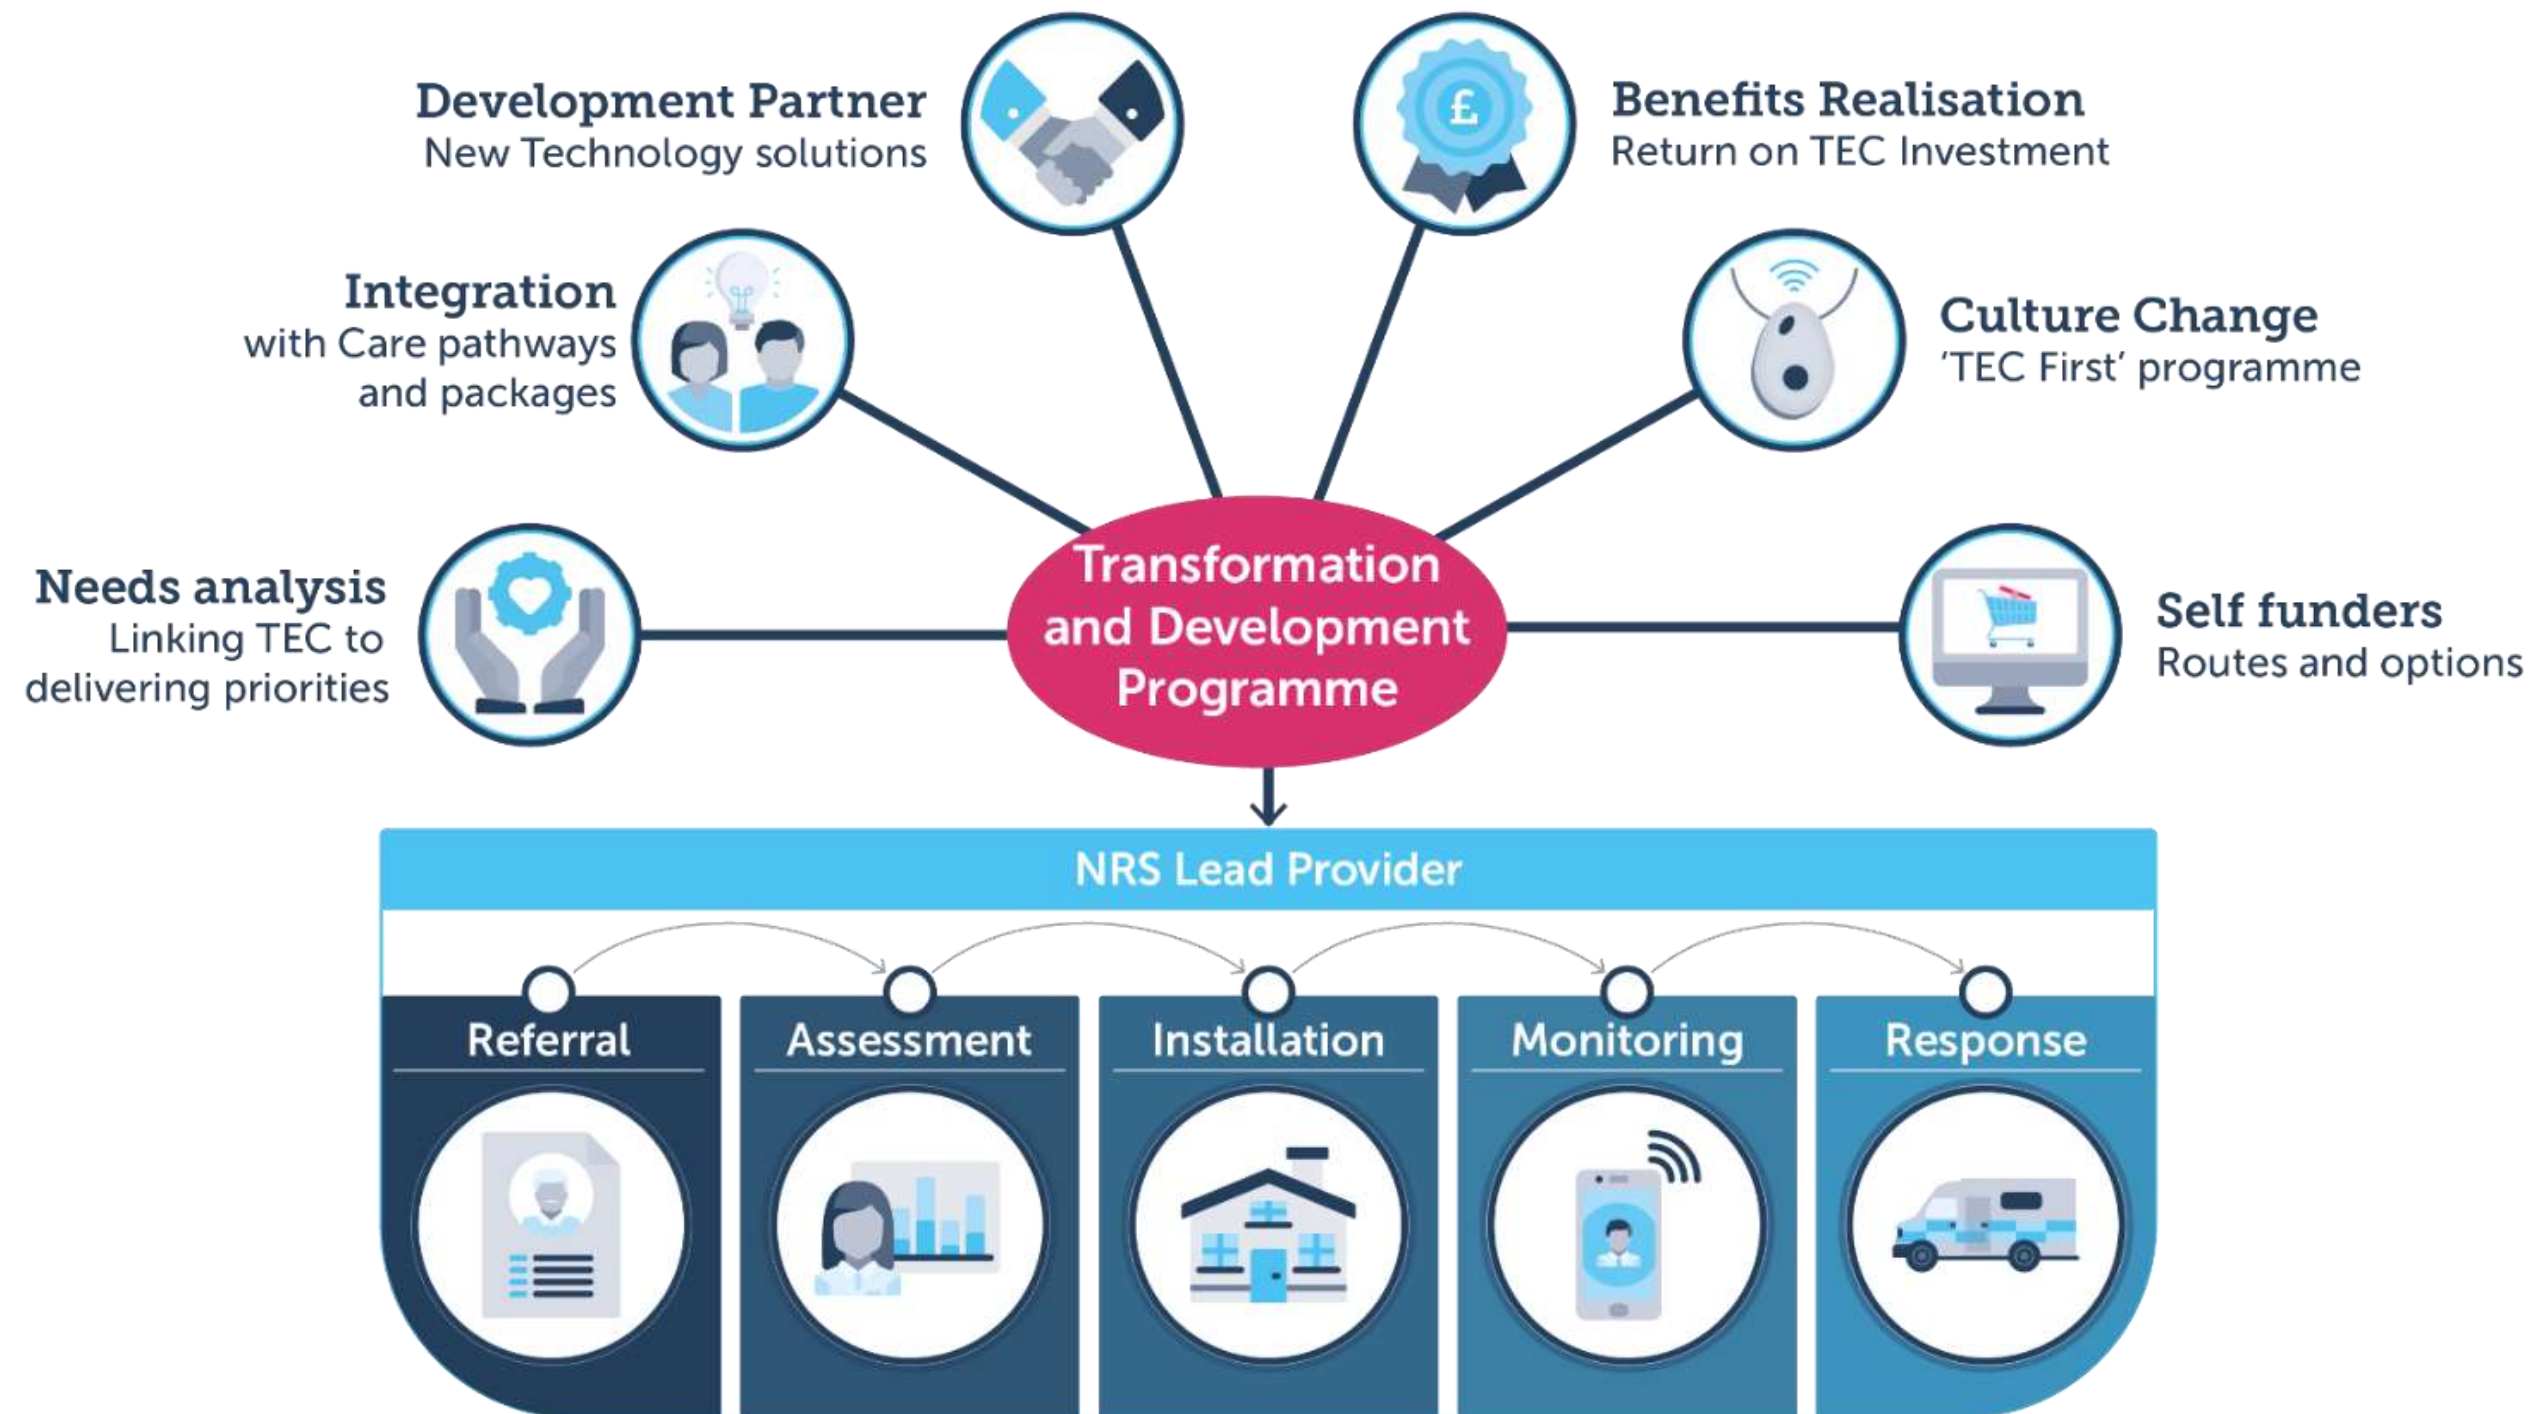 Development Partner
New Technology solutions
Benefits Realisation
Return on TEC Investment
Integration
with Care pathways
and packages
Culture Change
‘TEC First’ programme
Needs analysis
Linking TEC to
delivering priorities
Transformation
and Development
Programme
Self funders
Routes and options
£
NRS Lead Provider
Referral
Assessment
Installation
Monitoring
Response